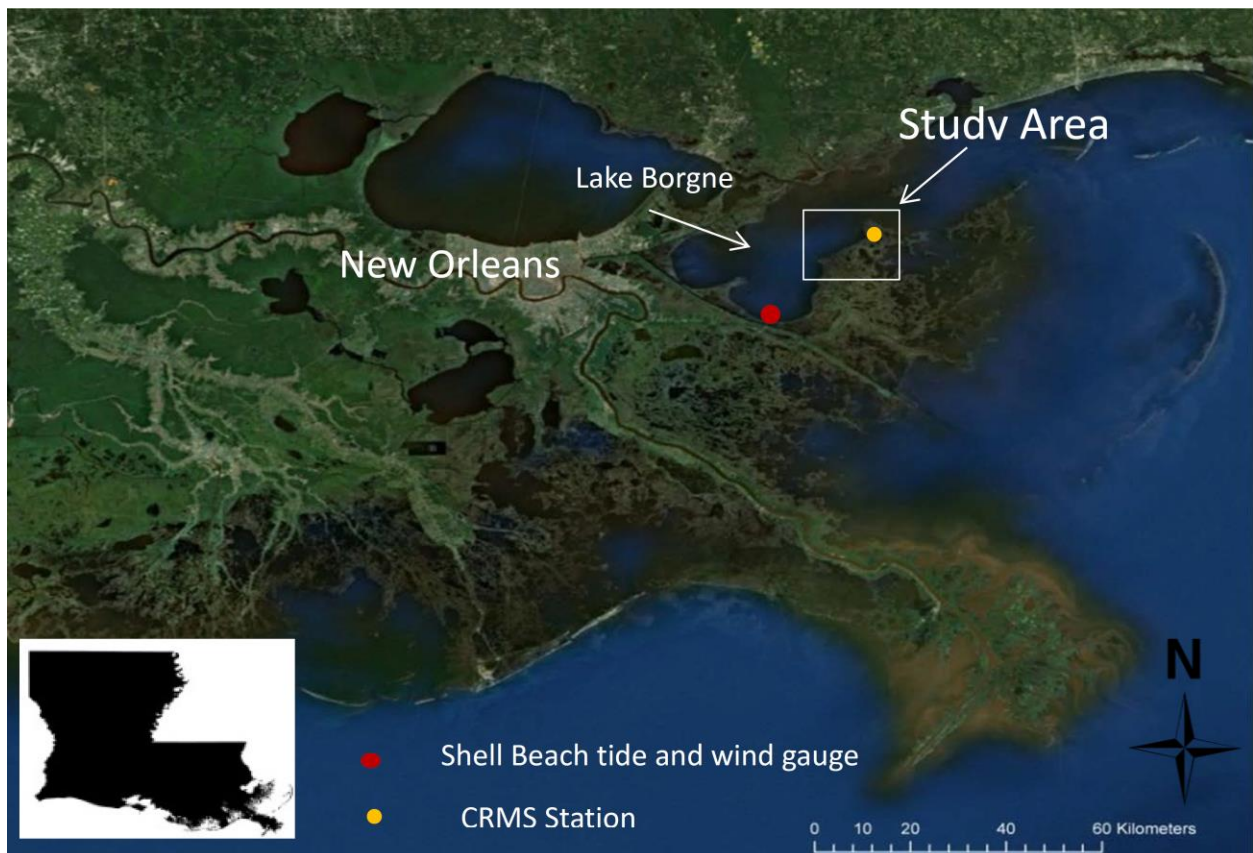 Study Area
Lake Borgne
New Orleans
N
Shell Beach tide and wind gauge
CRMS Station
0 10 20 40 60 Kilometers